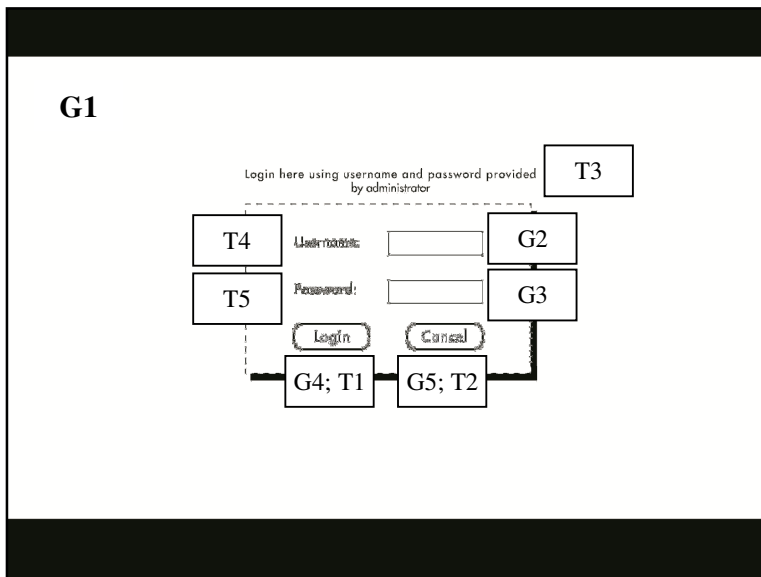 G1
T3
Login here using username and password provided
by administrator
T4 Username: G2
T5 Password: G3
Login Cancel
G4; T1 G5; T2